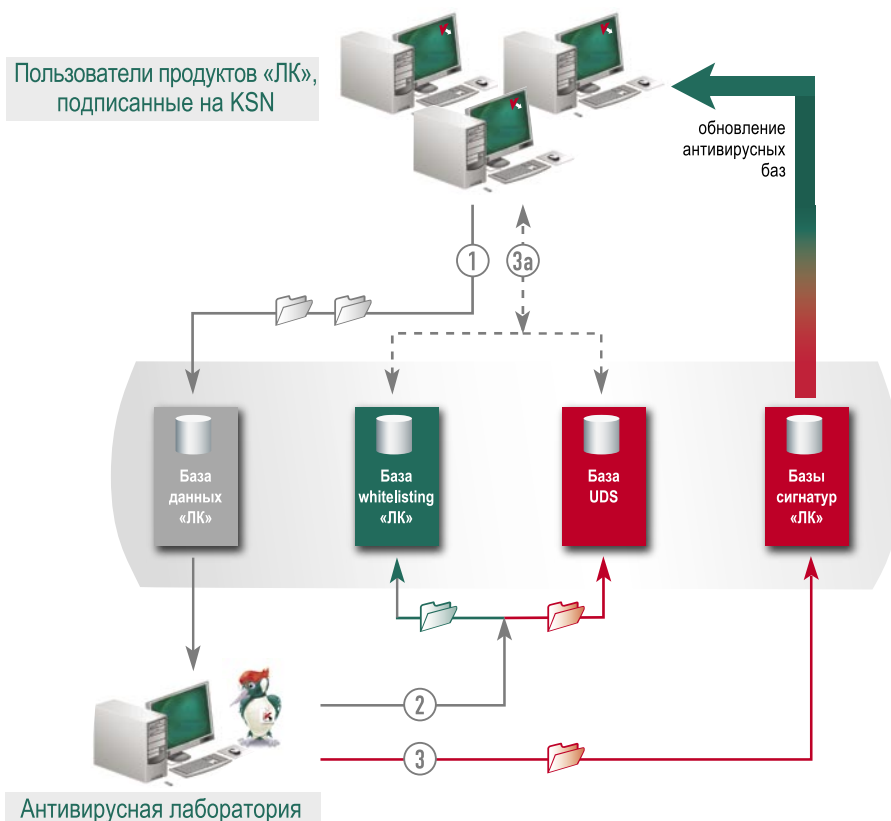 Пользователи продуктов «ЛК»,
подписанные на KSN
обновление
антивирусных
баз
1
3а
База
данных
«ЛК»
База
whitelisting
«ЛК»
База
UDS
Базы
сигнатур
«ЛК»
2
3
Антивирусная лаборатория